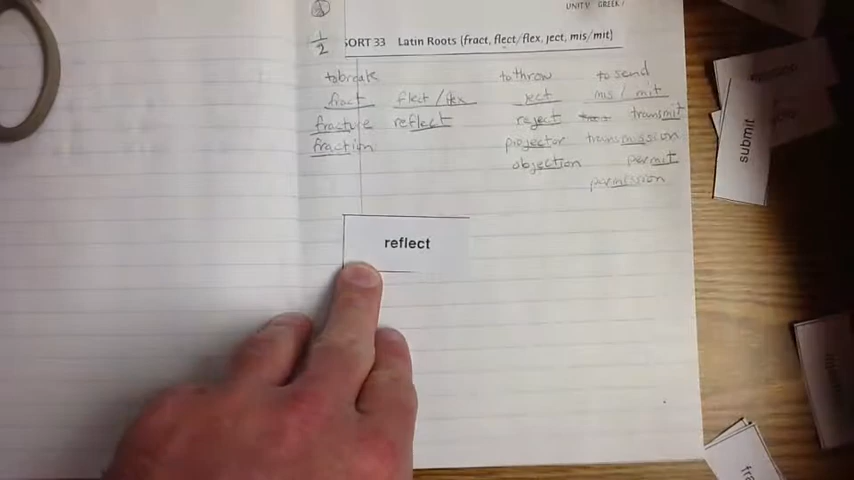 UNIT V GREEK
1/2
SORT 33 Latin Roots (fract, flect/flex, ject, mis/mit)
to break to throw to send
fract flect/flex ject mis/mit
fracture reflect reject transmit
fraction projector transmission
objection permit
permission
submit
reflect